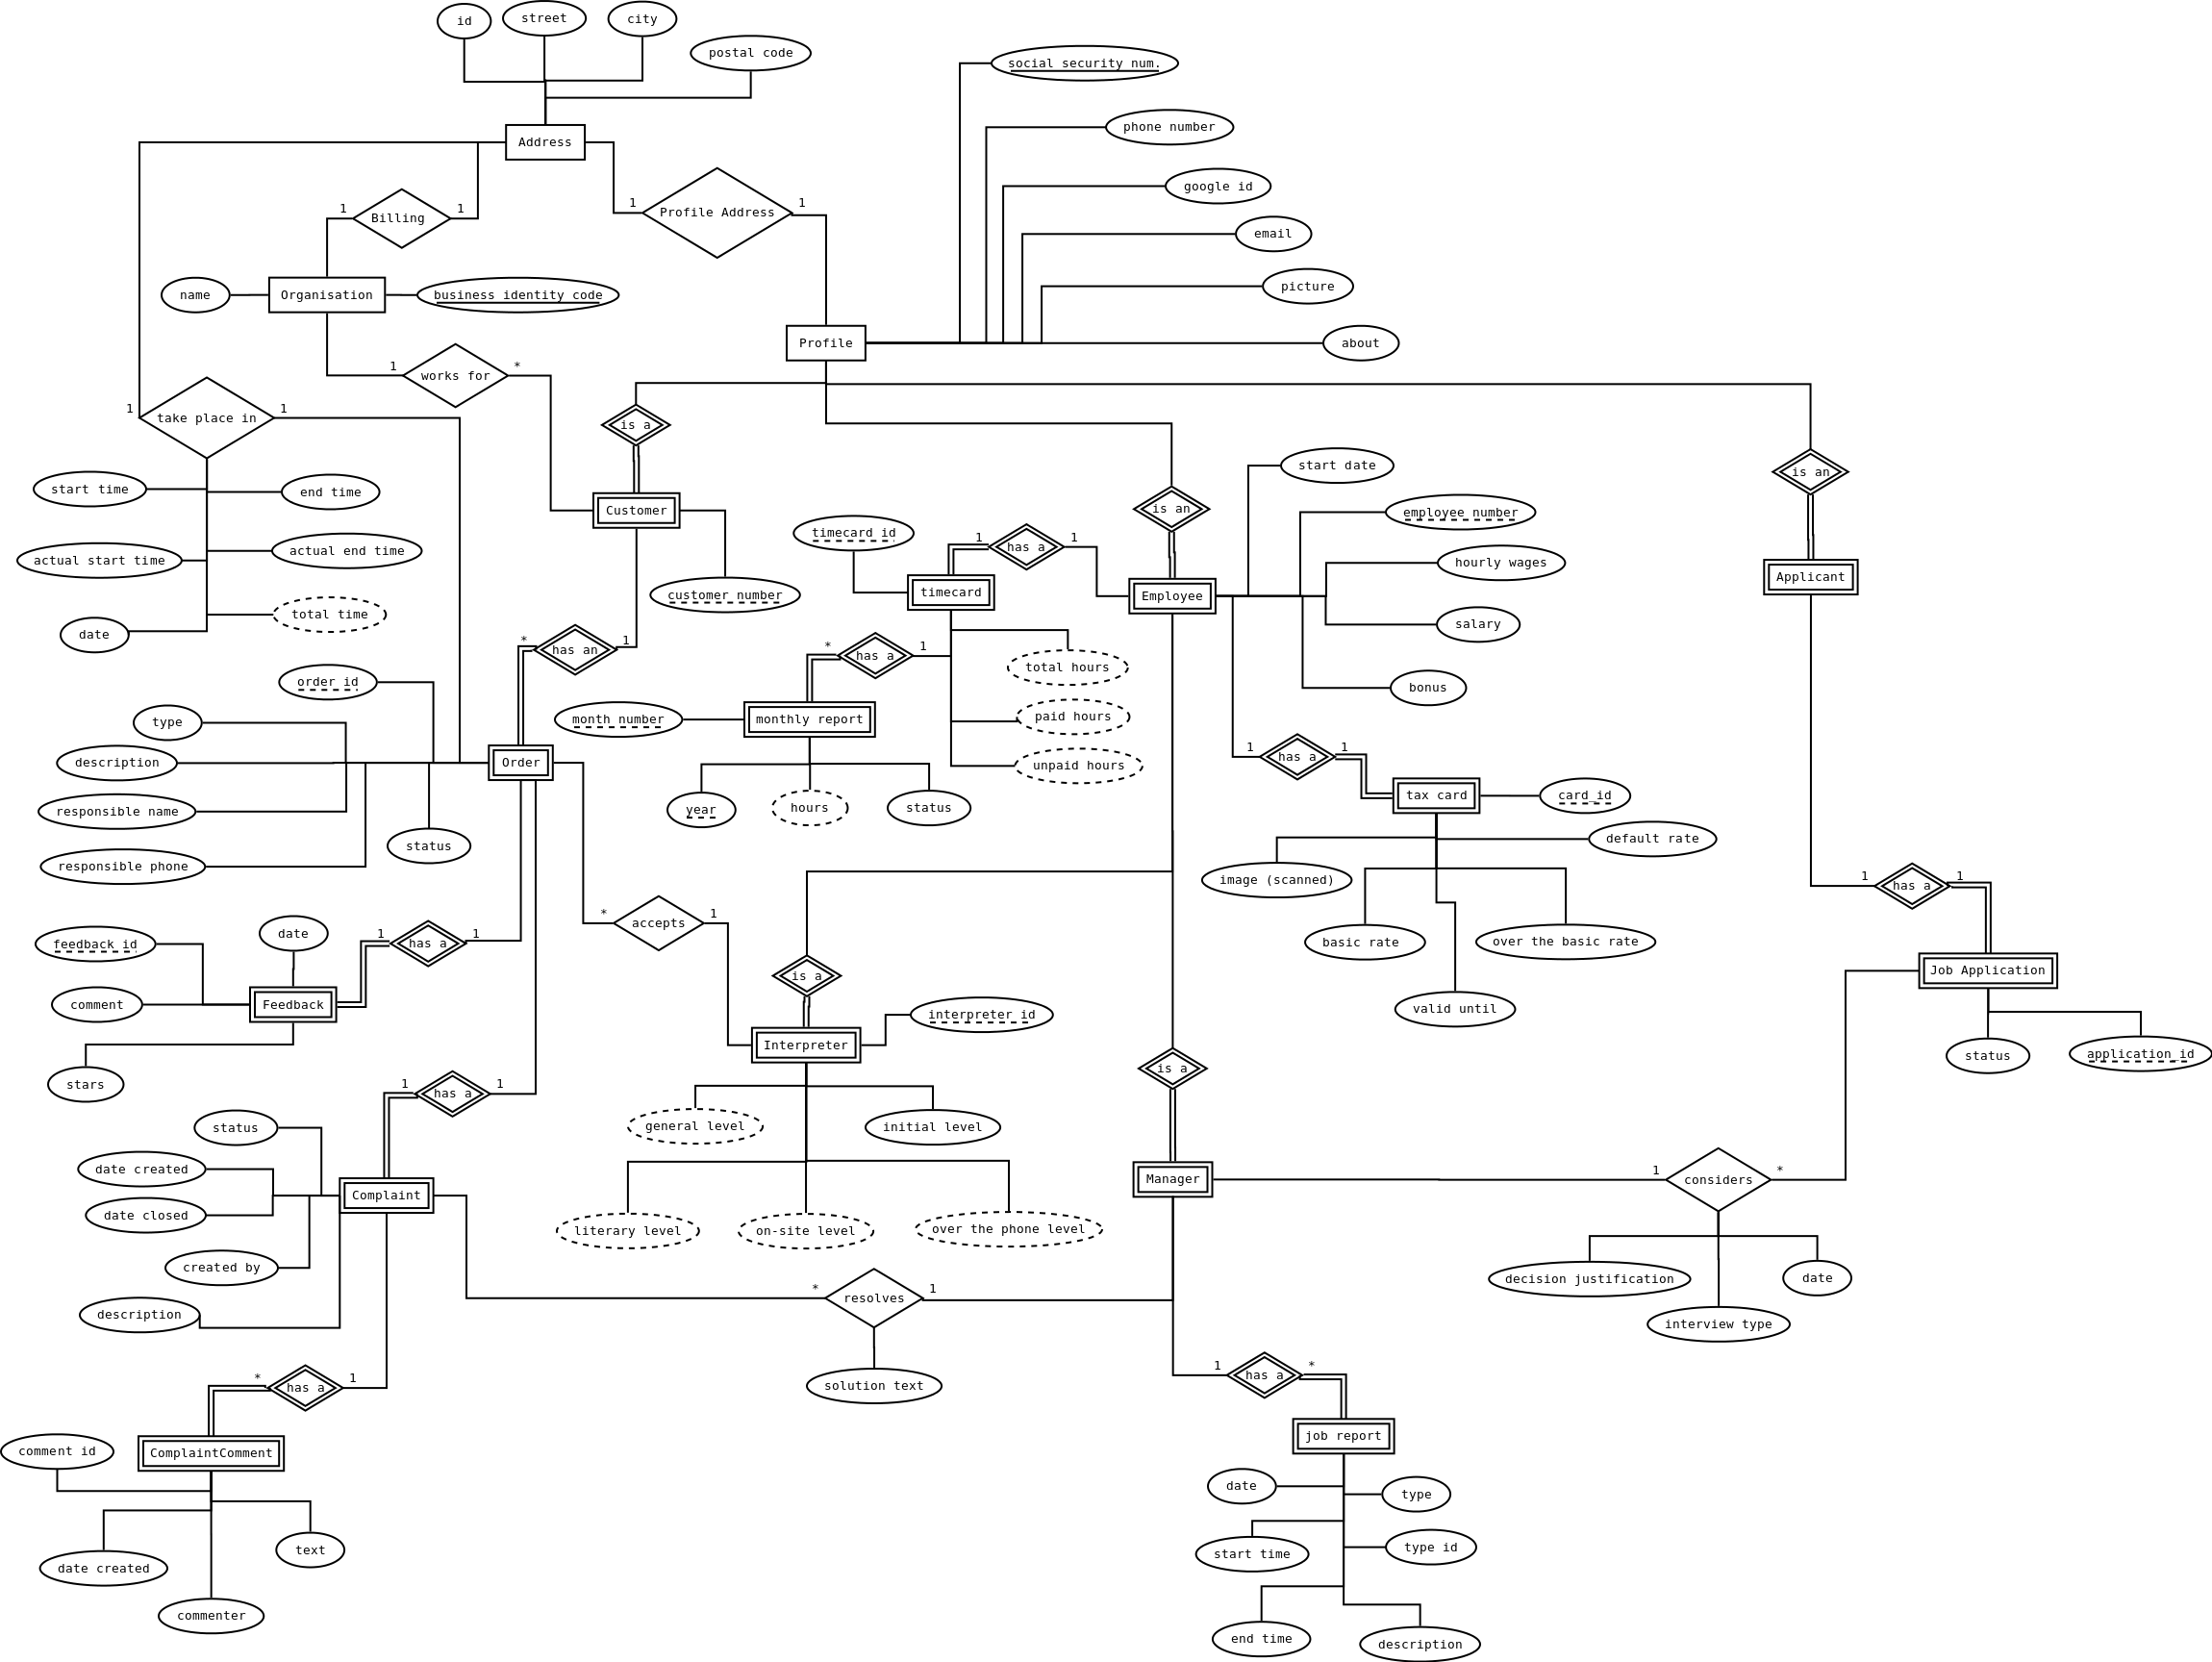 id
street
city
postal code
social security num.
phone number
Address
google id
1
1
Profile Address
1
1
Billing
email
picture
name
Organisation
business identity code
Profile
about
1
*
works for
1
1
take place in
is a
start date
is an
start time
end time
Customer
is an
employee number
timecard id
1
1
has a
actual start time
actual end time
hourly wages
Applicant
customer number
timecard
Employee
date
total time
*
1
has an
*
1
has a
salary
total hours
order id
bonus
type
month number
monthly report
paid hours
1
1
has a
description
Order
unpaid hours
tax card
card_id
responsible name
year
hours
status
default rate
status
responsible phone
image (scanned)
1
1
has a
*
1
accepts
date
1
1
has a
feedback id
basic rate
over the basic rate
is a
Job Application
Feedback
comment
valid until
interpreter id
Interpreter
status
application_id
is a
stars
1
1
has a
status
general level
initial level
date created
Manager
1
*
considers
Complaint
date closed
literary level
on-site level
over the phone level
created by
decision justification
date
*
1
resolves
description
interview type
1
*
has a
*
1
has a
solution text
job report
comment id
ComplaintComment
date
type
text
start time
type id
date created
commenter
end time
description